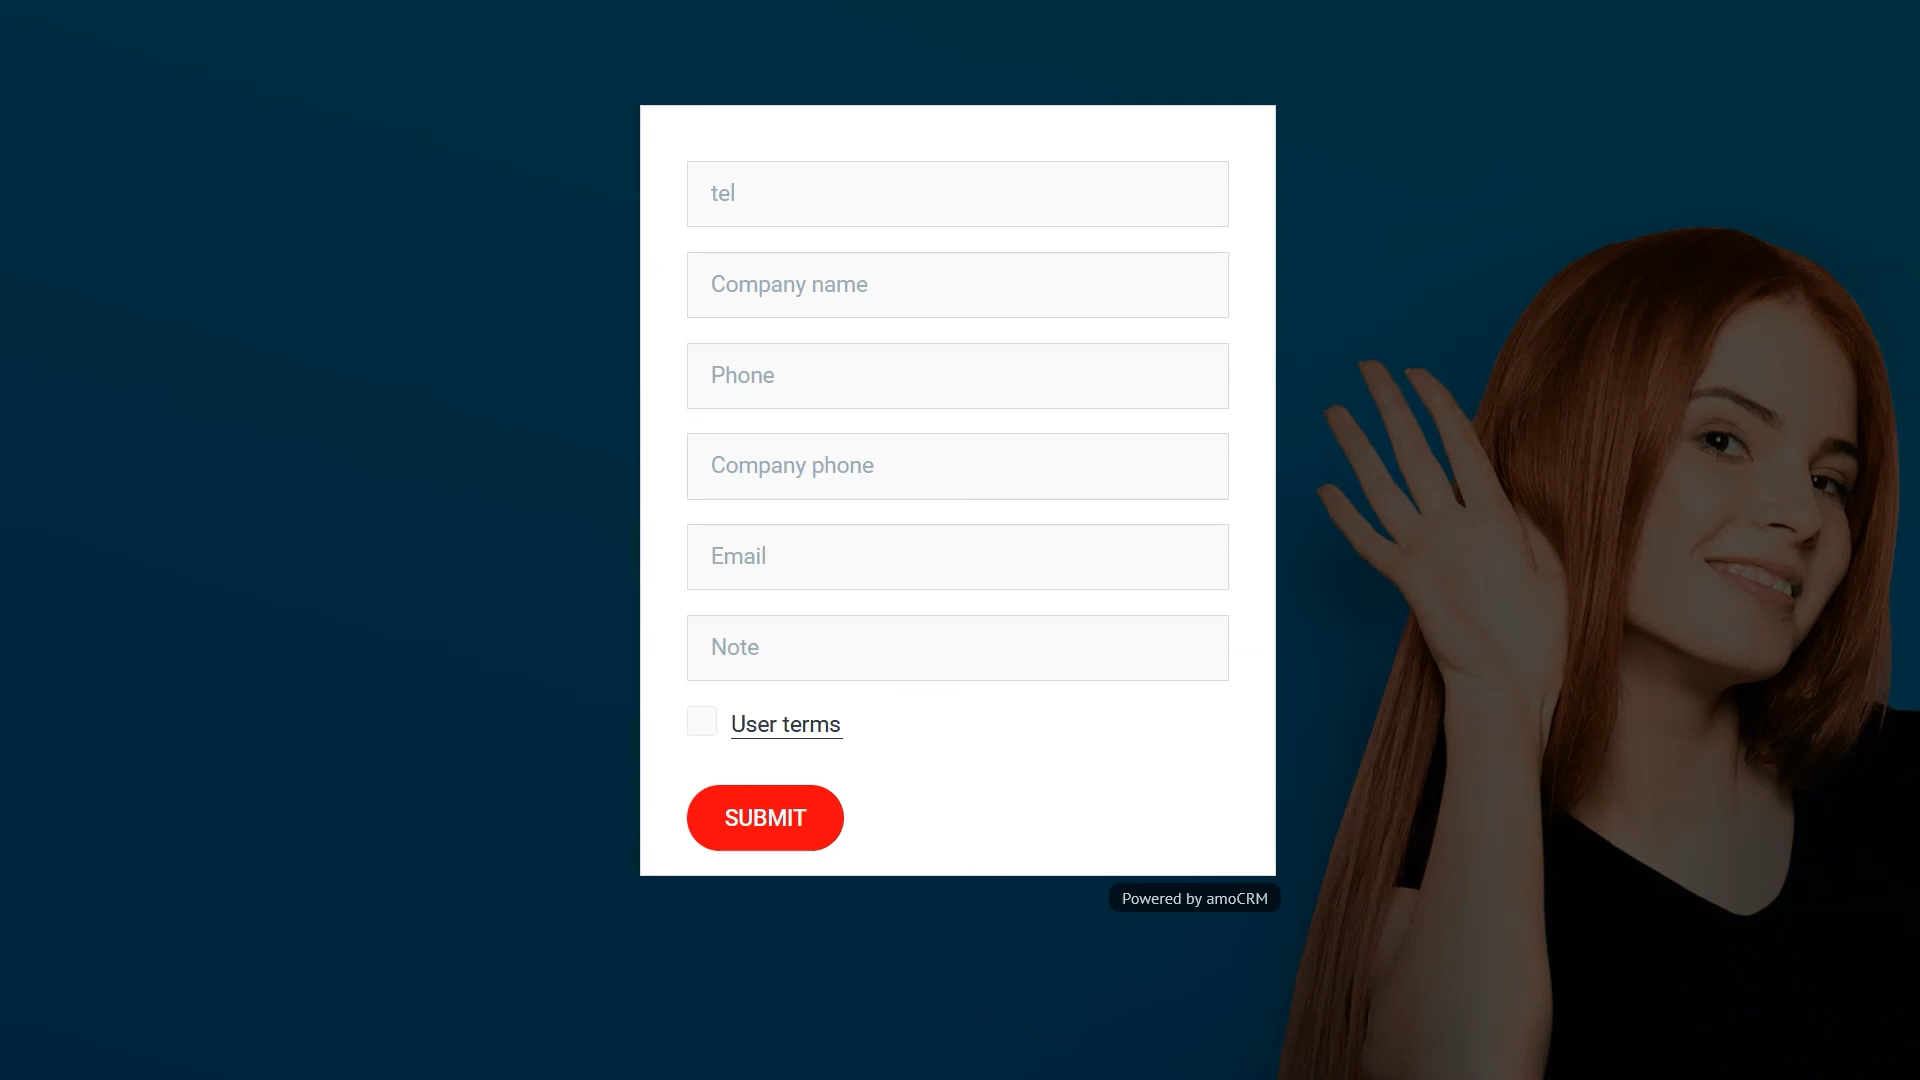 tel
Company name
Phone
Company phone
Email
Note
User terms
SUBMIT
Powered by amoCRM